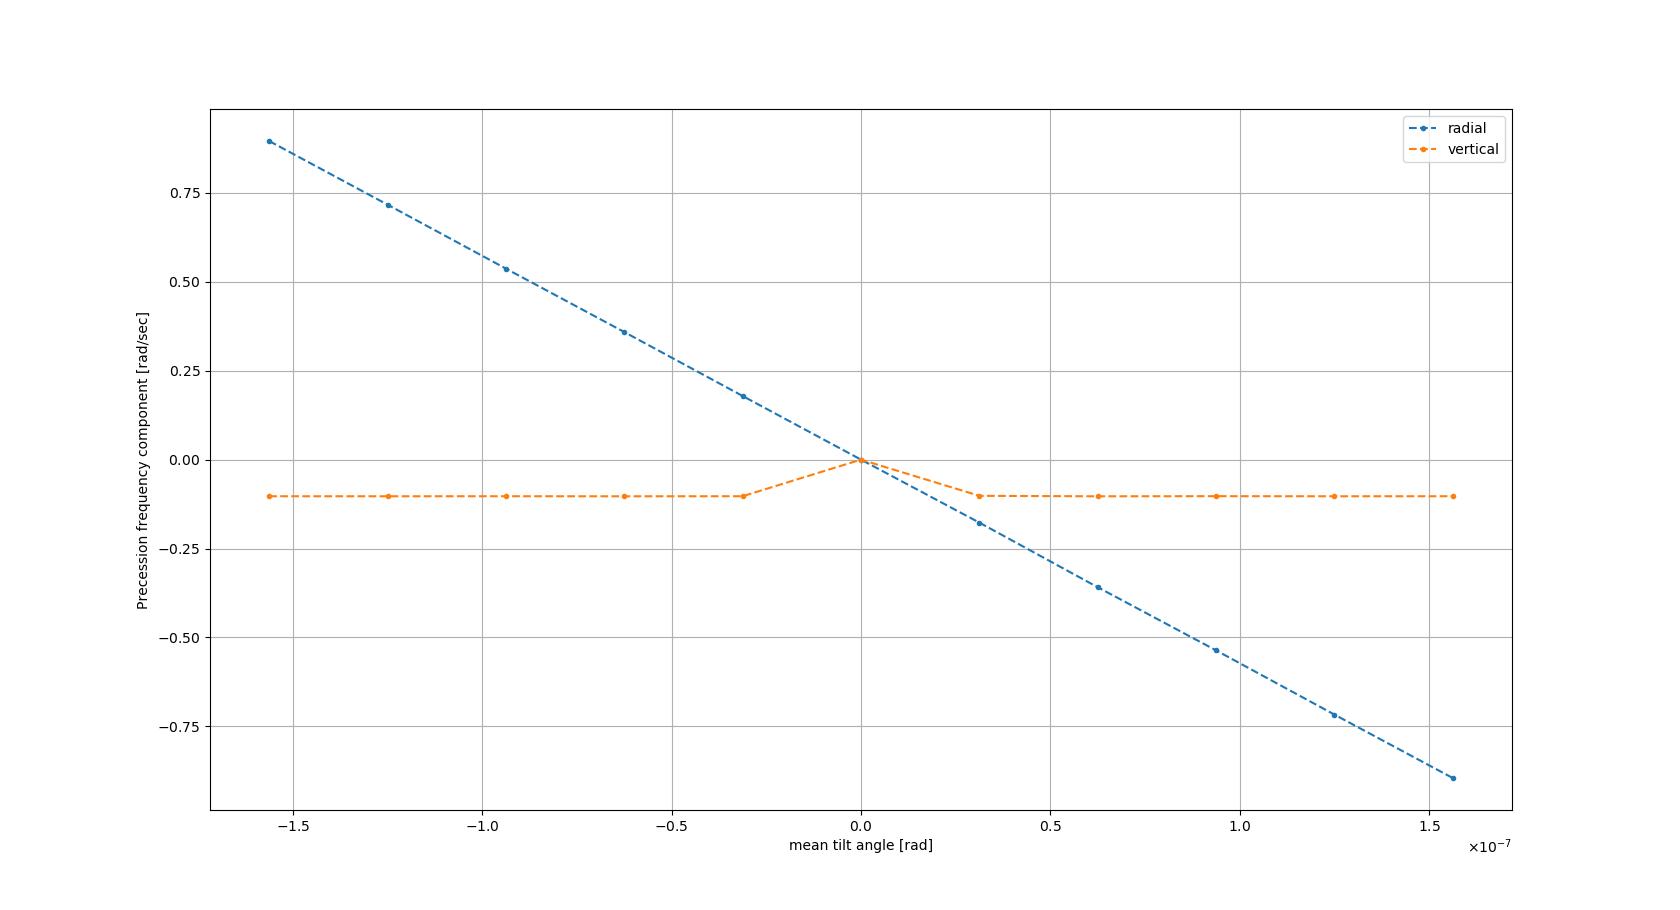 radial
vertical
0.75
0.50
0.25
0.00
−0.25
−0.50
−0.75
Precession frequency component [rad/sec]
−1.5 −1.0 −0.5 0.0 0.5 1.0 1.5
mean tilt angle [rad]
×10⁻⁷